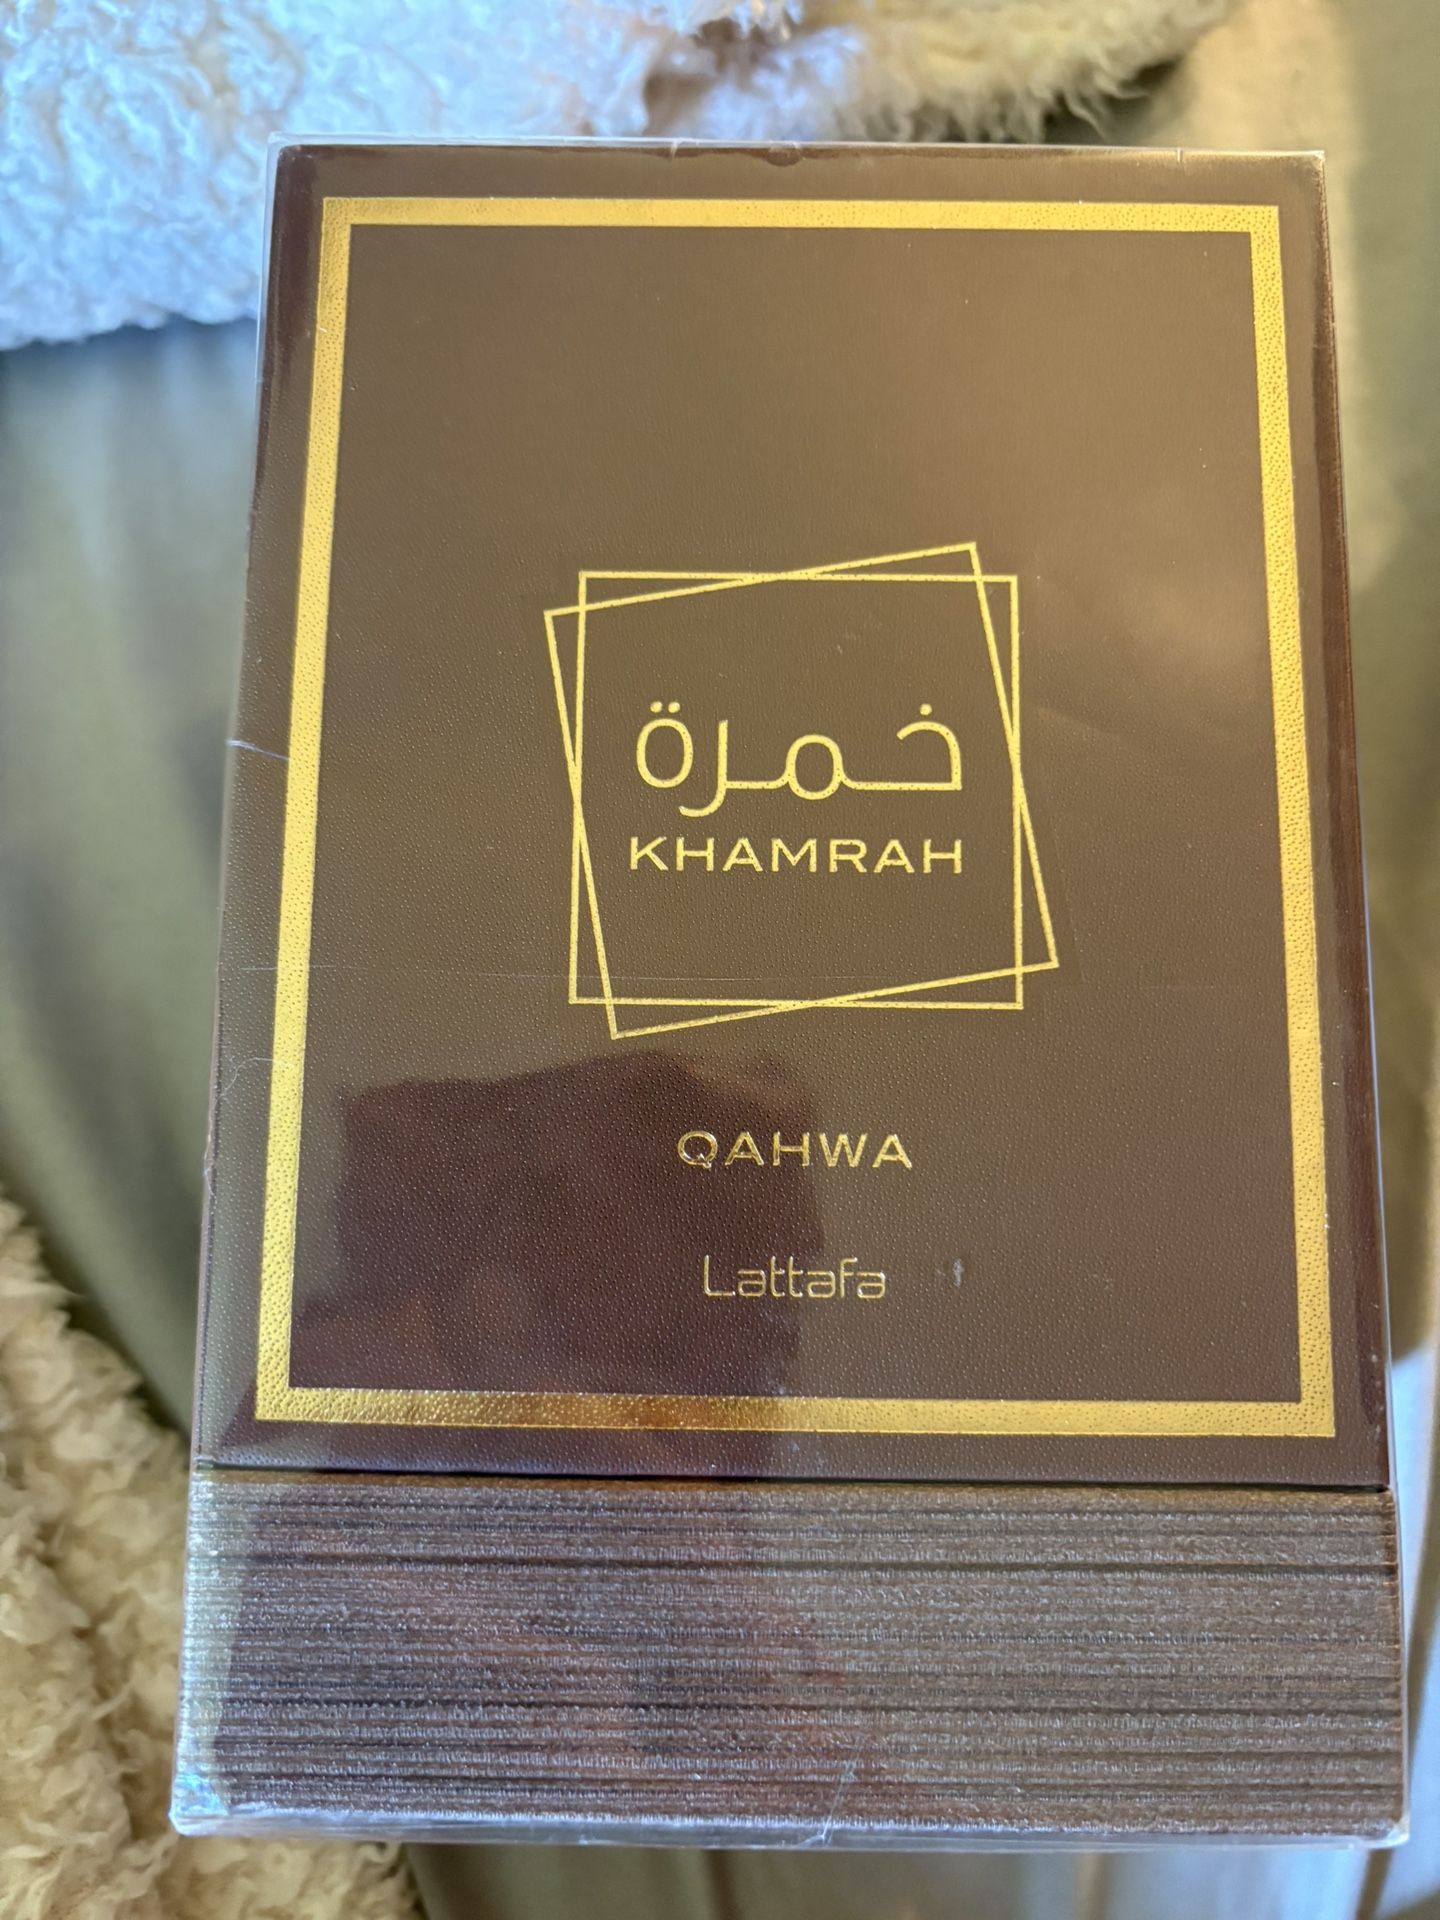 خمرة
KHAMRAH
QAHWA
Lattafa